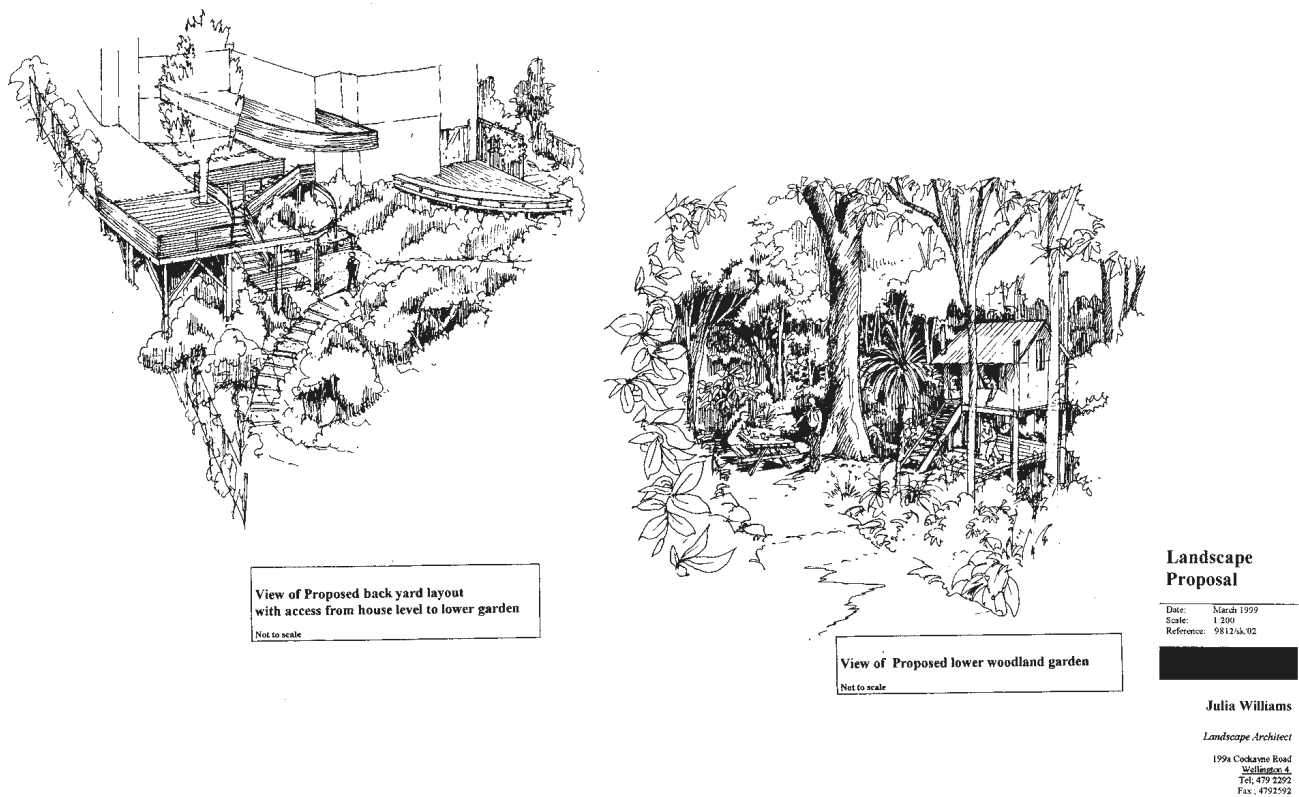 View of Proposed back yard layout
with access from house level to lower garden
Not to scale
View of Proposed lower woodland garden
Not to scale
Landscape
Proposal
Date: March 1999
Scale: 1:200
Reference: 9812/sk/02
Julia Williams
Landscape Architect
199a Cockayne Road
Wellington 4.
Tel; 479 2292
Fax ; 4792592